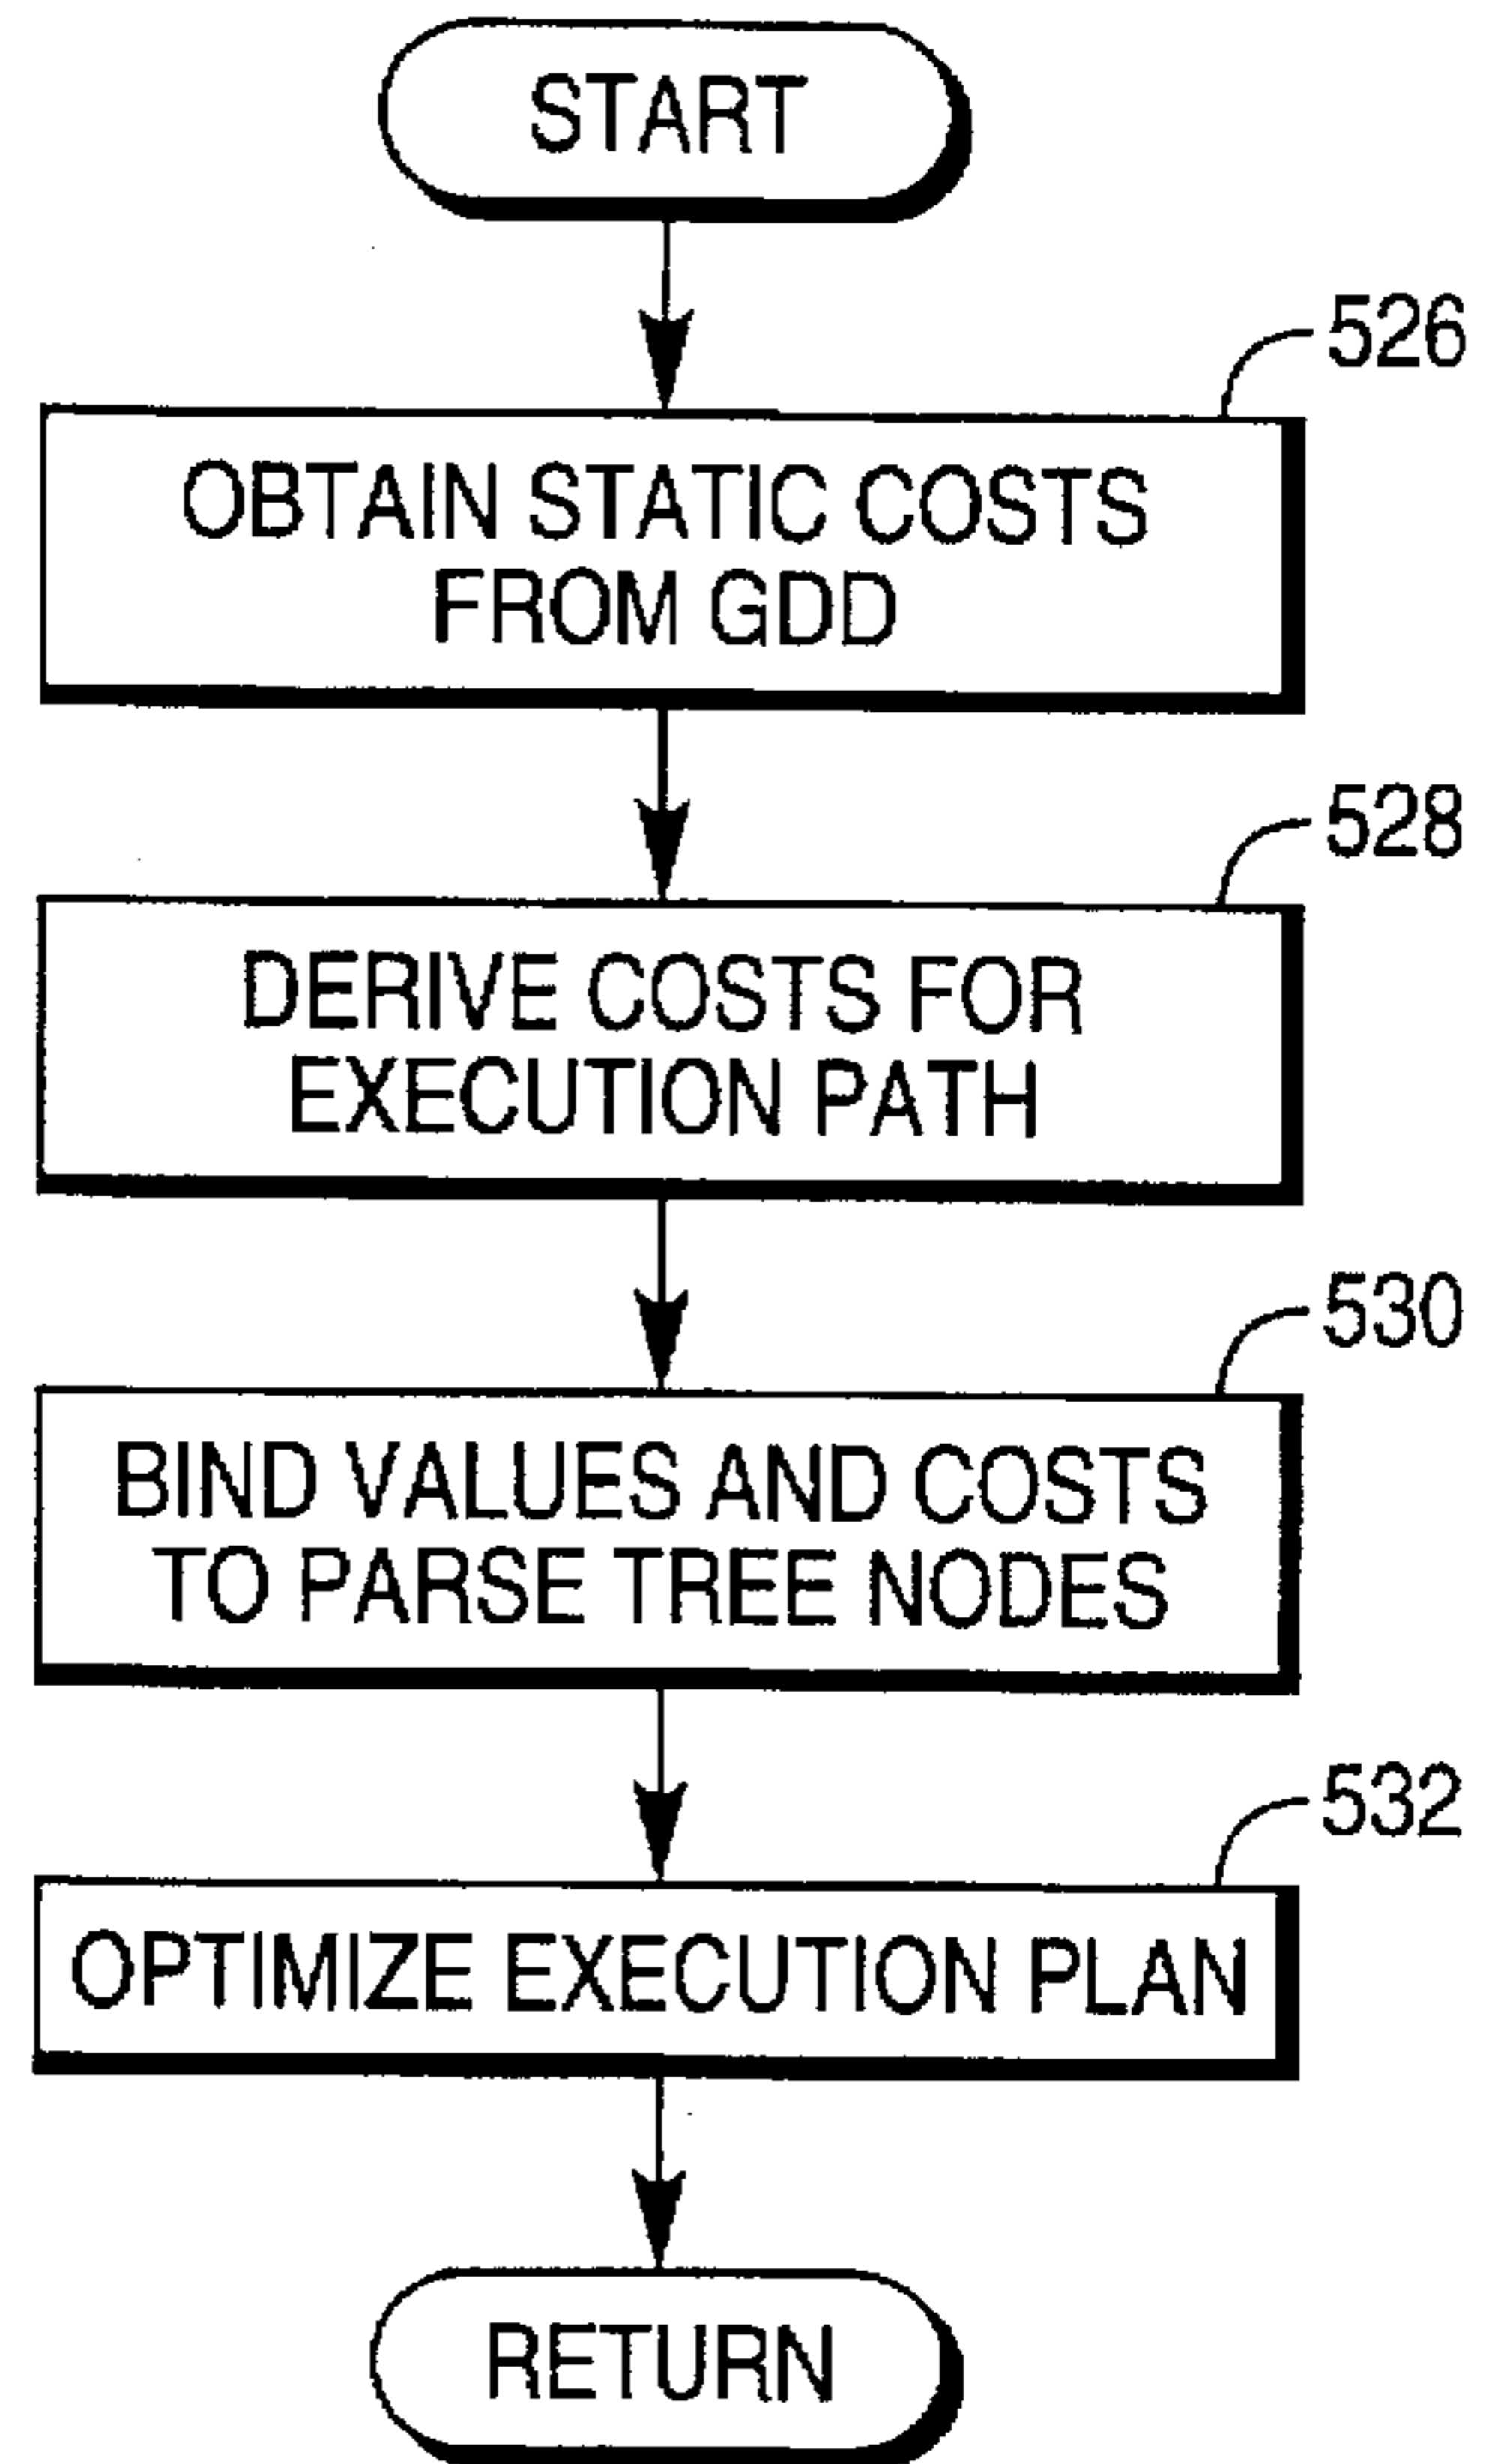 START
526
OBTAIN STATIC COSTS
FROM GDD
528
DERIVE COSTS FOR
EXECUTION PATH
530
BIND VALUES AND COSTS
TO PARSE TREE NODES
532
OPTIMIZE EXECUTION PLAN
RETURN